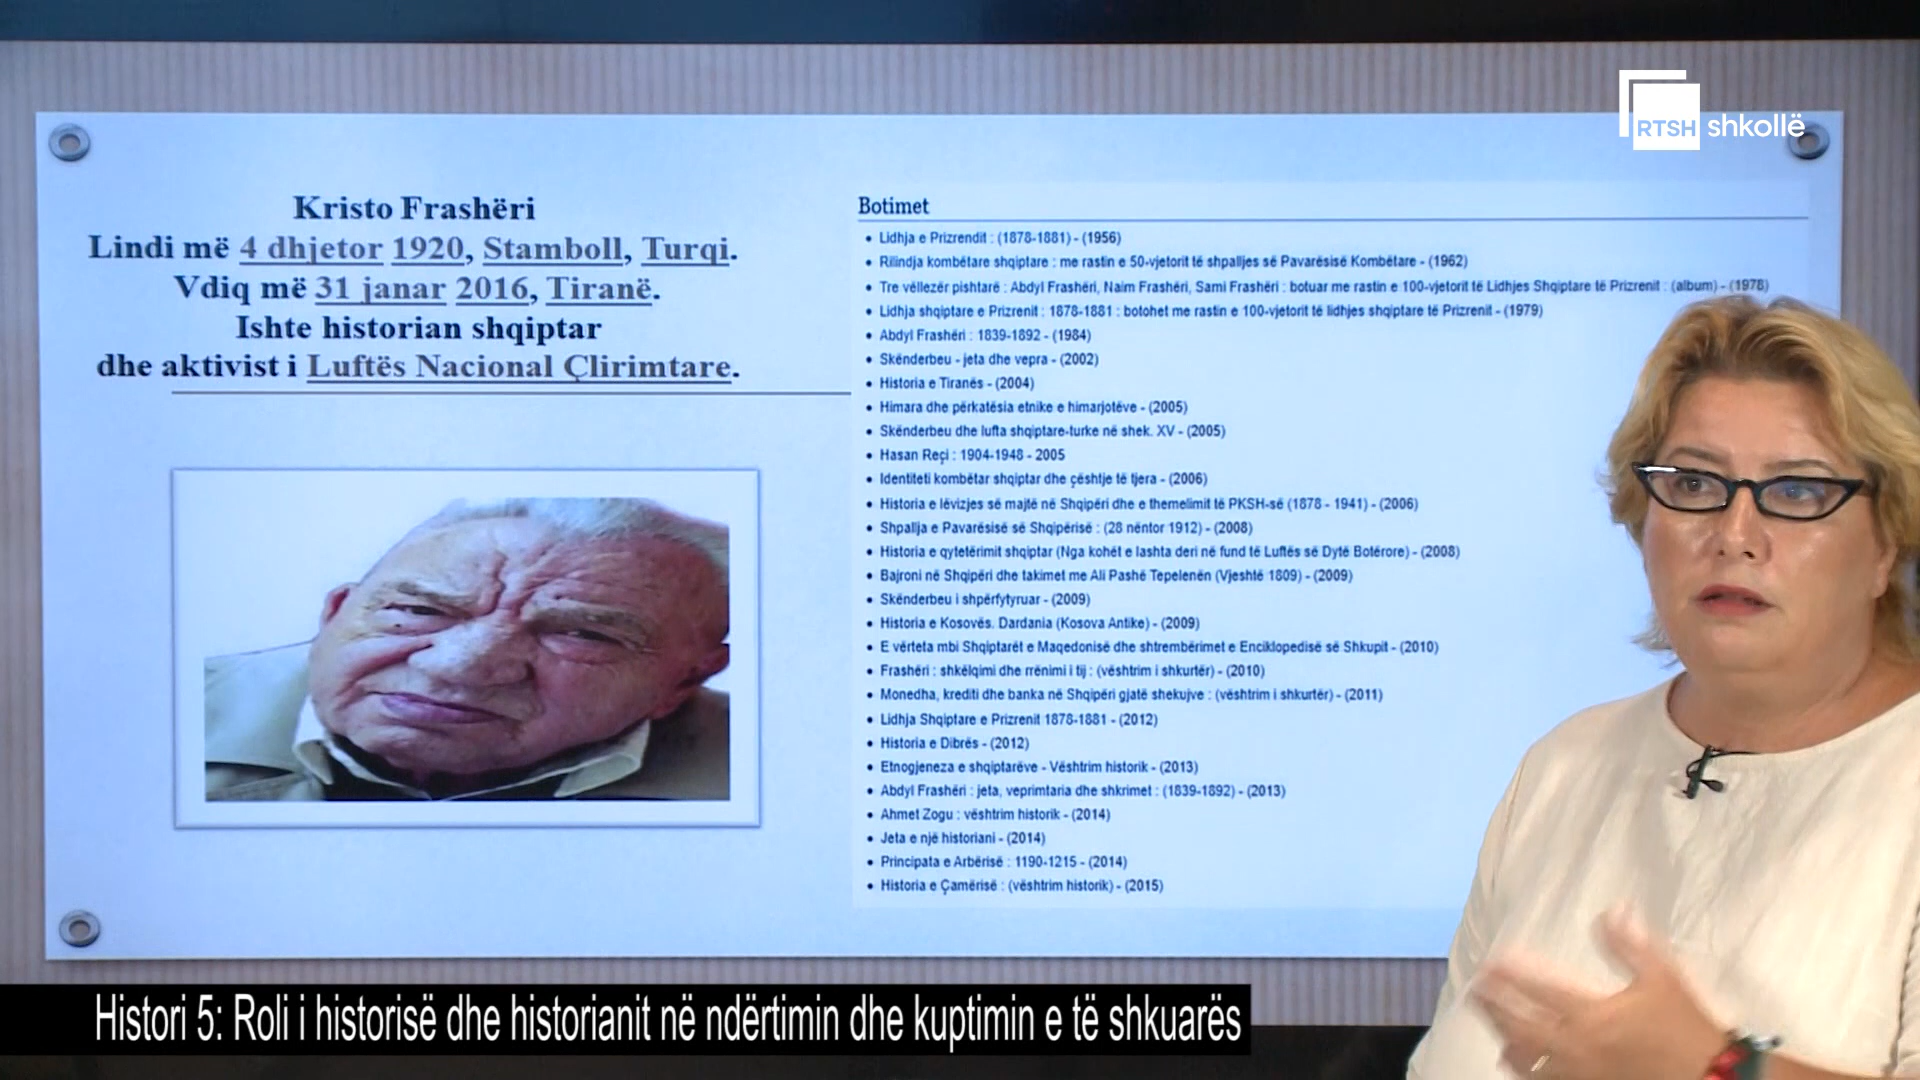 RTSH shkollë
Kristo Frashëri
Lindi më 4 dhjetor 1920, Stamboll, Turqi.
Vdiq më 31 janar 2016, Tiranë.
Ishte historian shqiptar
dhe aktivist i Luftës Nacional Çlirimtare.
Botimet
• Lidhja e Prizrendit : (1878-1881) - (1956)
• Rilindja kombëtare shqiptare : me rastin e 50-vjetorit të shpalljes së Pavarësisë Kombëtare - (1962)
• Tre vëllezër pishtarë : Abdyl Frashëri, Naim Frashëri, Sami Frashëri : botuar me rastin e 100-vjetorit të Lidhjes Shqiptare të Prizrenit : (album) - (1978)
• Lidhja shqiptare e Prizrenit : 1878-1881 : botohet me rastin e 100-vjetorit të lidhjes shqiptare të Prizrenit - (1979)
• Abdyl Frashëri : 1839-1892 - (1984)
• Skënderbeu - jeta dhe vepra - (2002)
• Historia e Tiranës - (2004)
• Himara dhe përkatësia etnike e himarjotëve - (2005)
• Skënderbeu dhe lufta shqiptare-turke në shek. XV - (2005)
• Hasan Reçi : 1904-1948 - 2005
• Identiteti kombëtar shqiptar dhe çështje të tjera - (2006)
• Historia e lëvizjes së majtë në Shqipëri dhe e themelimit të PKSH-së (1878 - 1941) - (2006)
• Shpallja e Pavarësisë së Shqipërisë : (28 nëntor 1912) - (2008)
• Historia e qytetërimit shqiptar (Nga kohët e lashta deri në fund të Luftës së Dytë Botërore) - (2008)
• Bajroni në Shqipëri dhe takimet me Ali Pashë Tepelenën (Vjeshtë 1809) - (2009)
• Skënderbeu i shpërfytyruar - (2009)
• Historia e Kosovës. Dardania (Kosova Antike) - (2009)
• E vërteta mbi Shqiptarët e Maqedonisë dhe shtrembërimet e Enciklopedisë së Shkupit - (2010)
• Frashëri : shkëlqimi dhe rrënimi i tij : (vështrim i shkurtër) - (2010)
• Monedha, krediti dhe banka në Shqipëri gjatë shekujve : (vështrim i shkurtër) - (2011)
• Lidhja Shqiptare e Prizrenit 1878-1881 - (2012)
• Historia e Dibrës - (2012)
• Etnogjeneza e shqiptarëve - Vështrim historik - (2013)
• Abdyl Frashëri : jeta, veprimtaria dhe shkrimet : (1839-1892) - (2013)
• Ahmet Zogu : vështrim historik - (2014)
• Jeta e një historiani - (2014)
• Principata e Arbërisë : 1190-1215 - (2014)
• Historia e Çamërisë : (vështrim historik) - (2015)
Histori 5: Roli i historisë dhe historianit në ndërtimin dhe kuptimin e të shkuarës